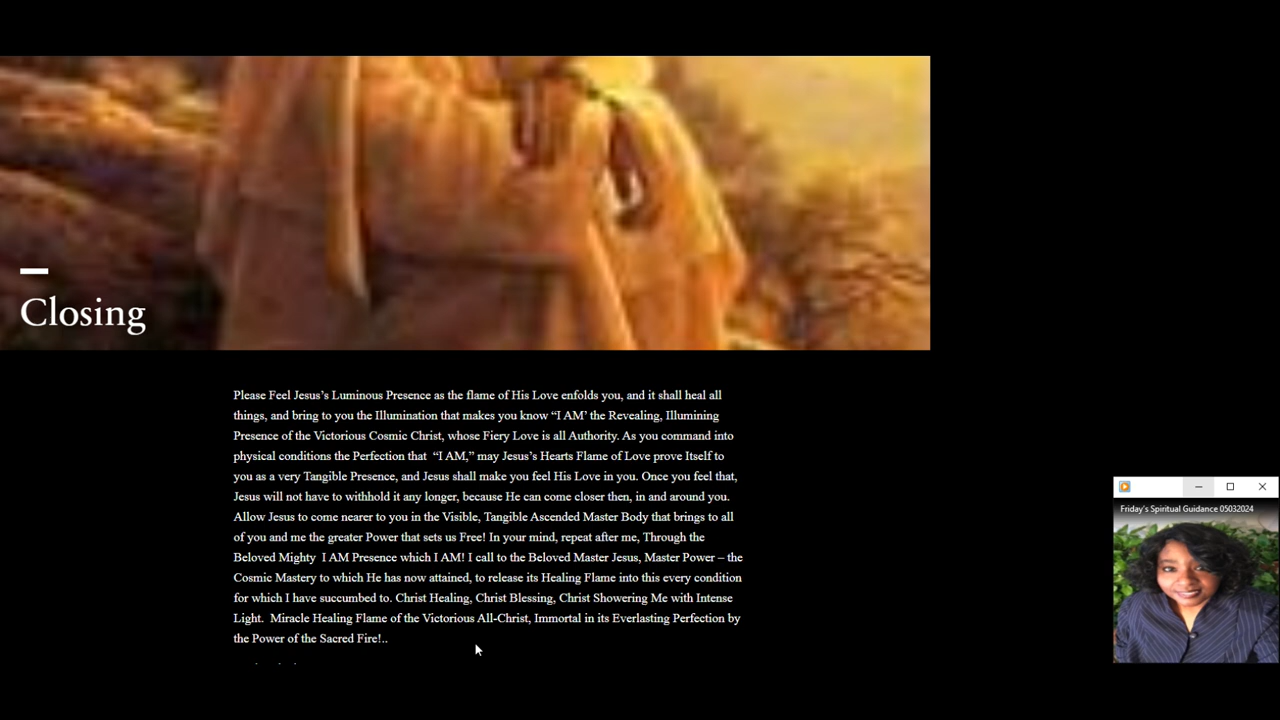 Closing
Please Feel Jesus's Luminous Presence as the flame of His Love enfolds you, and it shall heal all
things, and bring to you the Illumination that makes you know “I AM’ the Revealing, Illumining
Presence of the Victorious Cosmic Christ, whose Fiery Love is all Authority. As you command into
physical conditions the Perfection that “I AM,” may Jesus’s Hearts Flame of Love prove Itself to
you as a very Tangible Presence, and Jesus shall make you feel His Love in you. Once you feel that,
Jesus will not have to withhold it any longer, because He can come closer then, in and around you.
Allow Jesus to come nearer to you in the Visible, Tangible Ascended Master Body that brings to all
of you and me the greater Power that sets us Free! In your mind, repeat after me, Through the
Beloved Mighty I AM Presence which I AM! I call to the Beloved Master Jesus, Master Power – the
Cosmic Mastery to which He has now attained, to release its Healing Flame into this every condition
for which I have succumbed to. Christ Healing, Christ Blessing, Christ Showering Me with Intense
Light. Miracle Healing Flame of the Victorious All-Christ, Immortal in its Everlasting Perfection by
the Power of the Sacred Fire!..
Friday's Spiritual Guidance 05032024